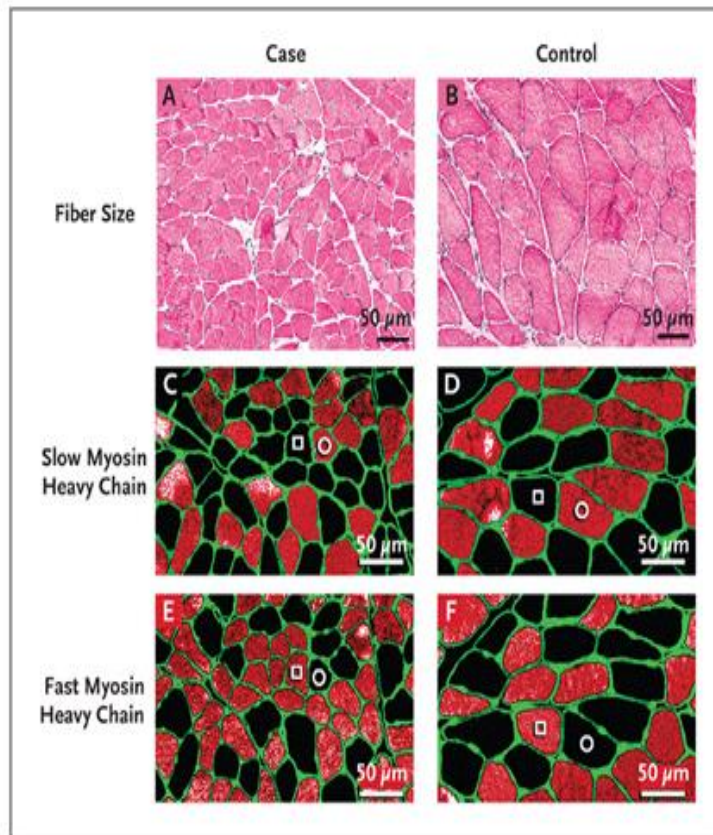 Case
Control
A
B
Fiber Size
50 µm
50 µm
C
D
Slow Myosin
Heavy Chain
50 µm
50 µm
E
F
Fast Myosin
Heavy Chain
50 µm
50 µm